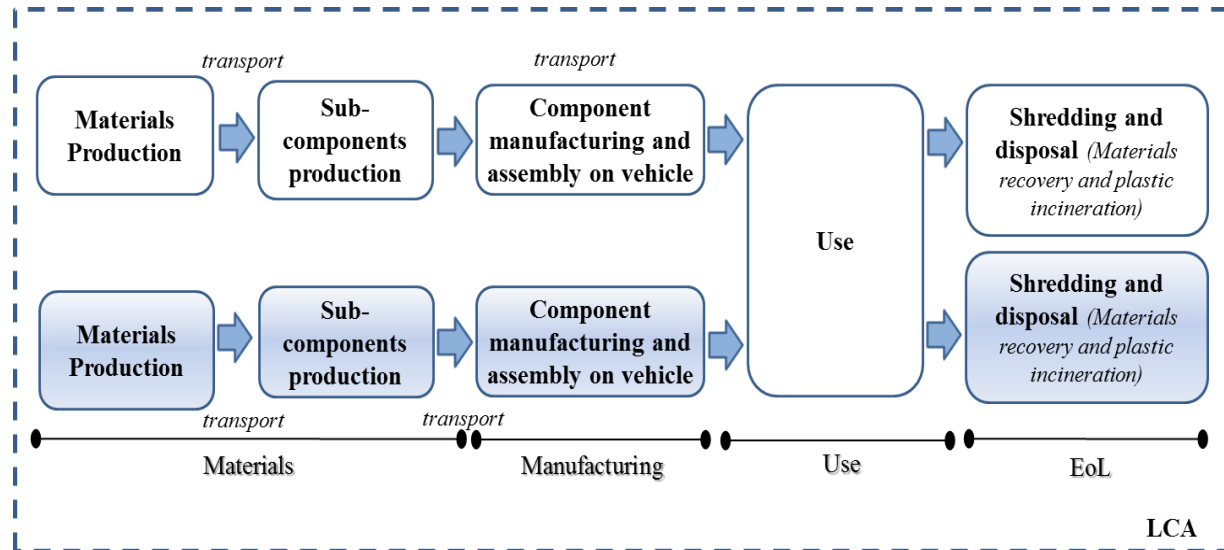 transport
transport
Materials
Production
Sub-
components
production
Component
manufacturing and
assembly on vehicle
Use
Shredding and
disposal (Materials
recovery and plastic
incineration)
Materials
Production
Sub-
components
production
Component
manufacturing and
assembly on vehicle
Shredding and
disposal (Materials
recovery and plastic
incineration)
transport
transport
Materials
Manufacturing
Use
EoL
LCA